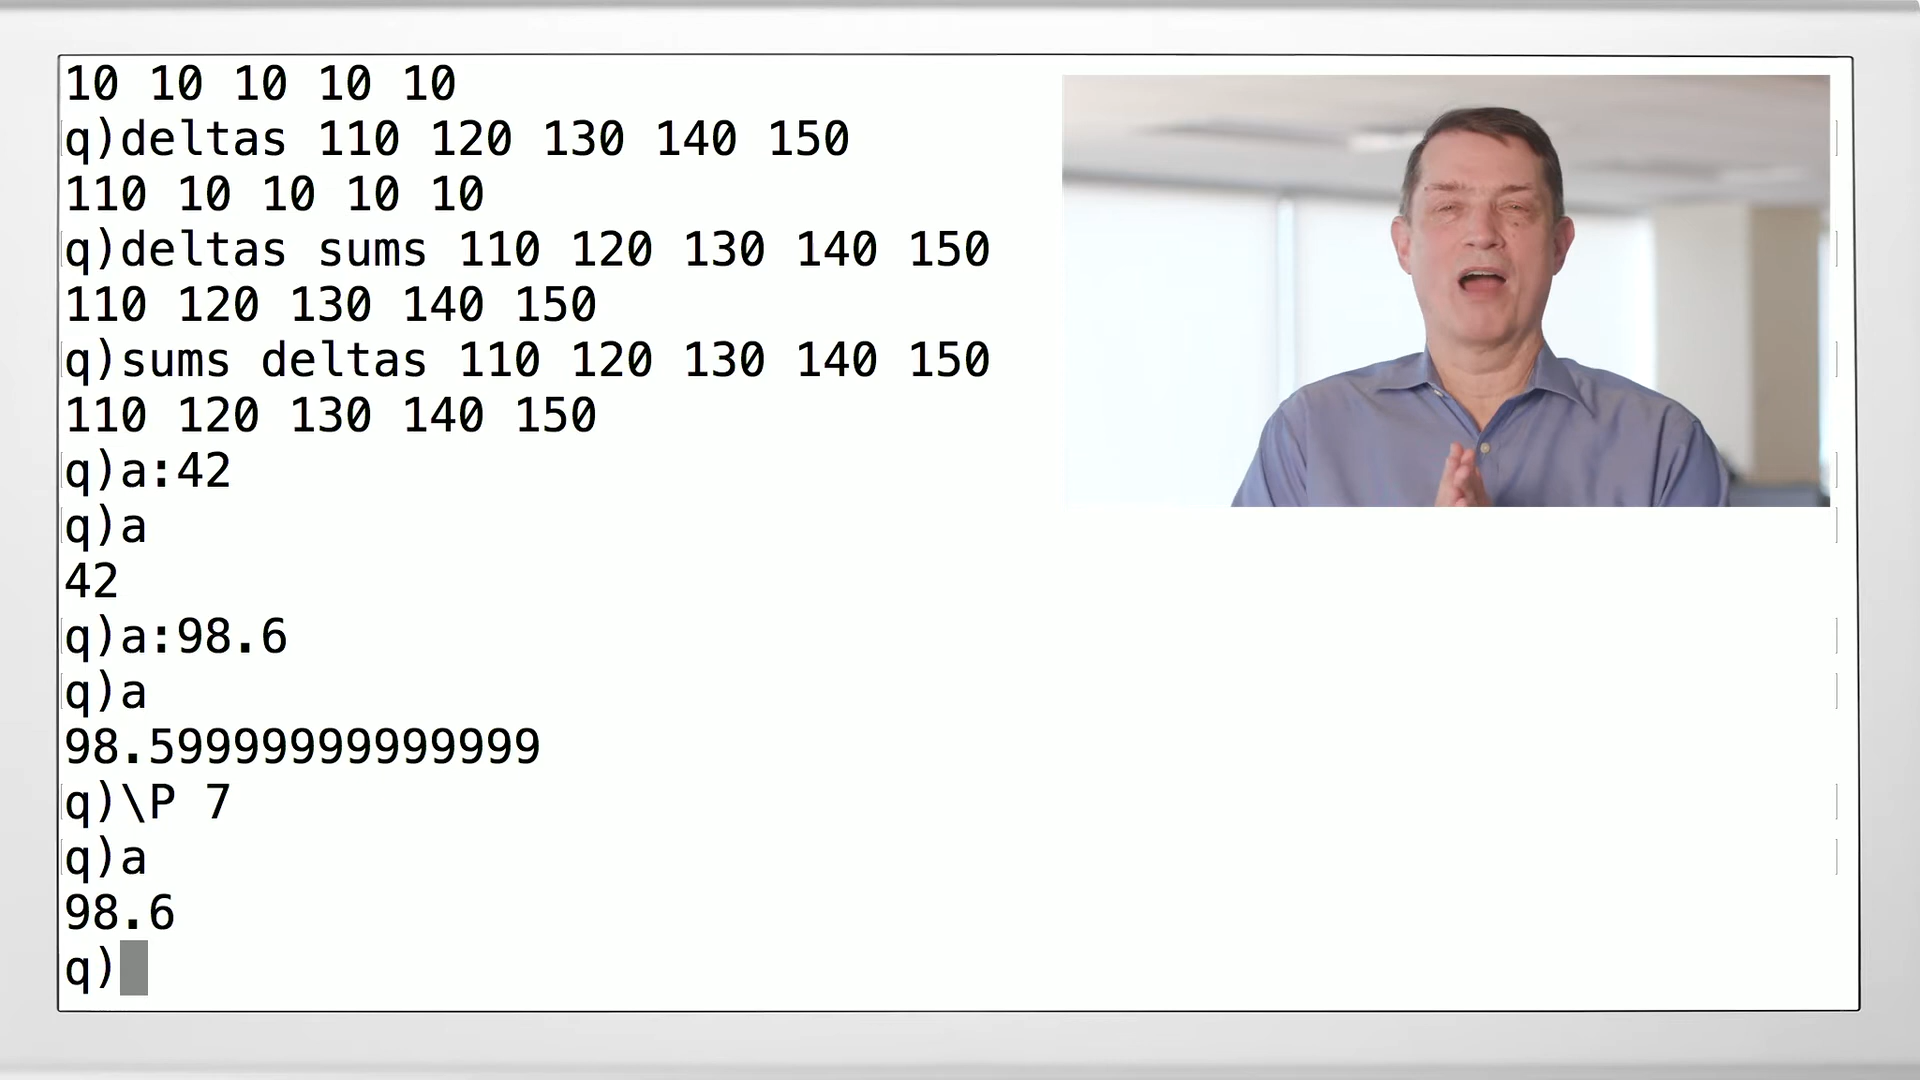 10 10 10 10 10
q)deltas 110 120 130 140 150
110 10 10 10 10
q)deltas sums 110 120 130 140 150
110 120 130 140 150
q)sums deltas 110 120 130 140 150
110 120 130 140 150
q)a:42
q)a
42
q)a:98.6
q)a
98.59999999999999
q)\P 7
q)a
98.6
q)